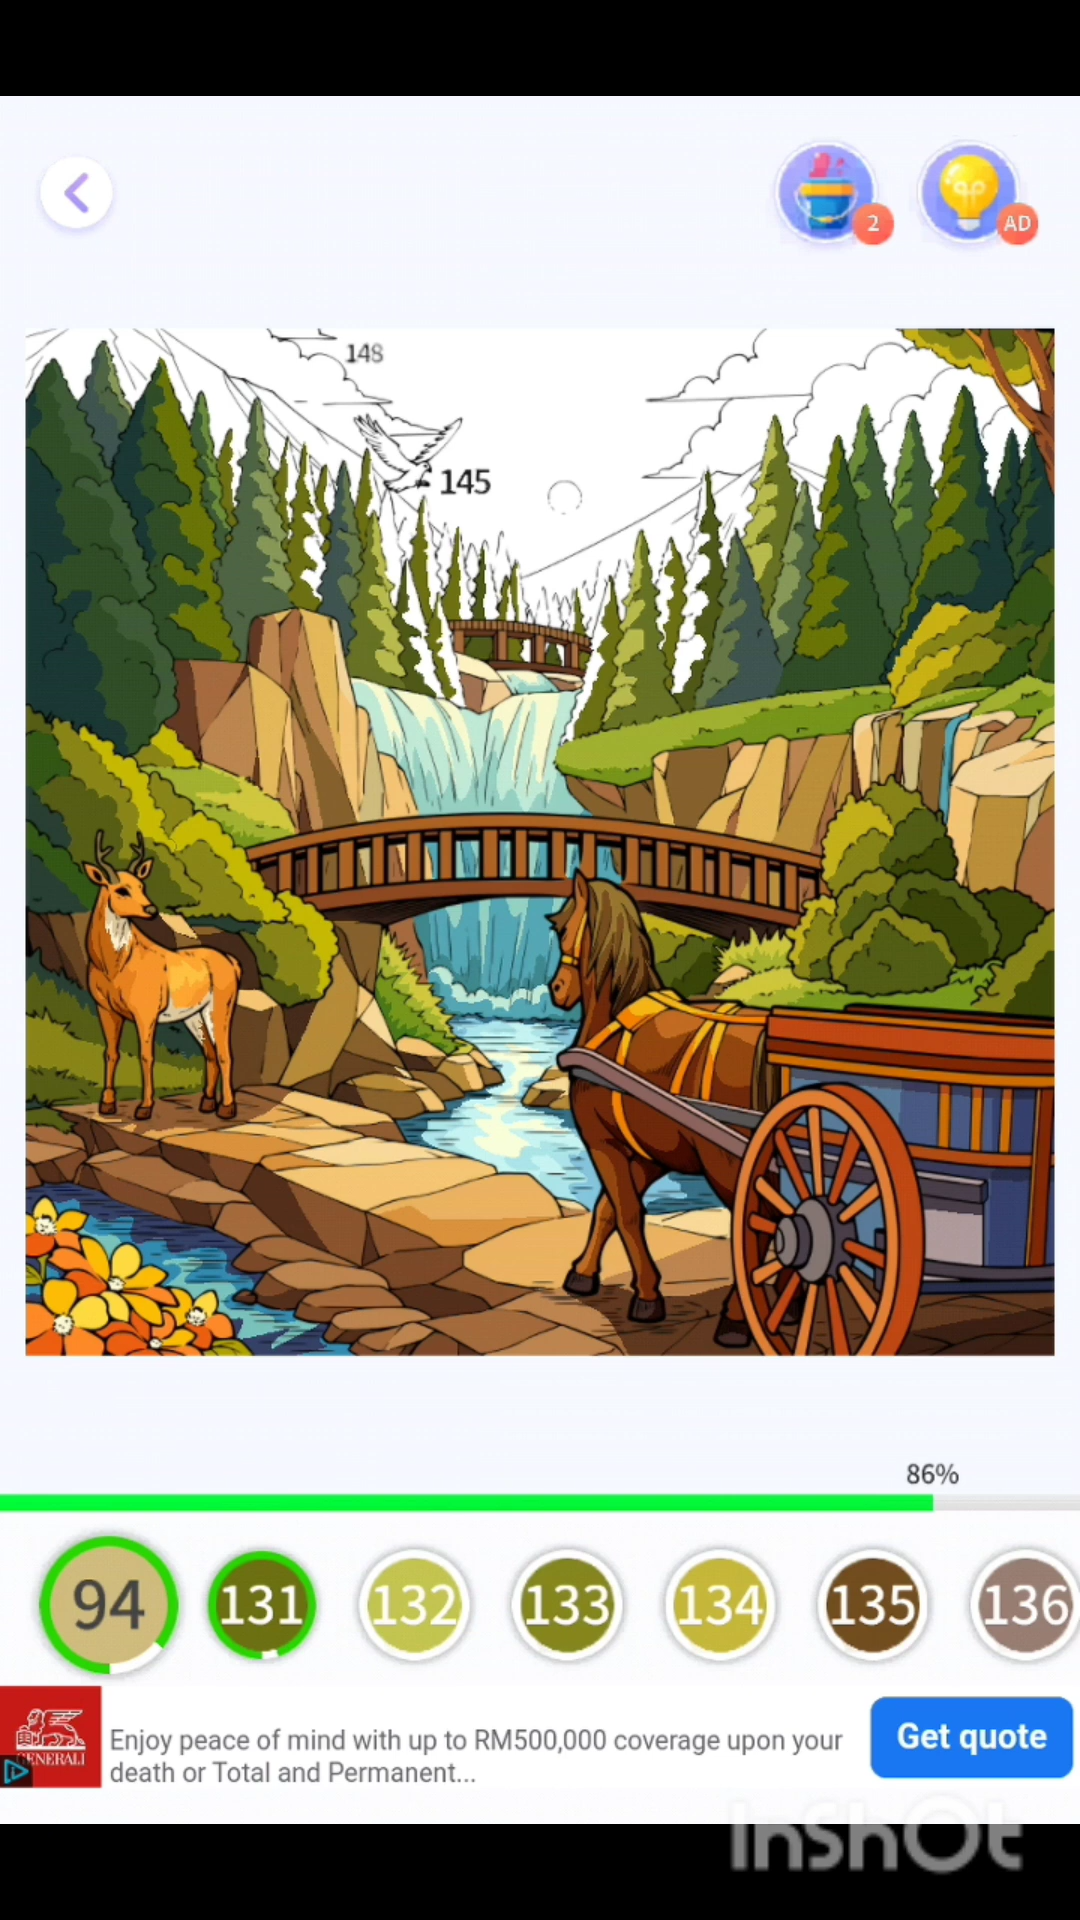 2
AD
148
145
86%
94
131
132
133
134
135
136
GENERALI
Enjoy peace of mind with up to RM500,000 coverage upon your
death or Total and Permanent...
Get quote
InShOt